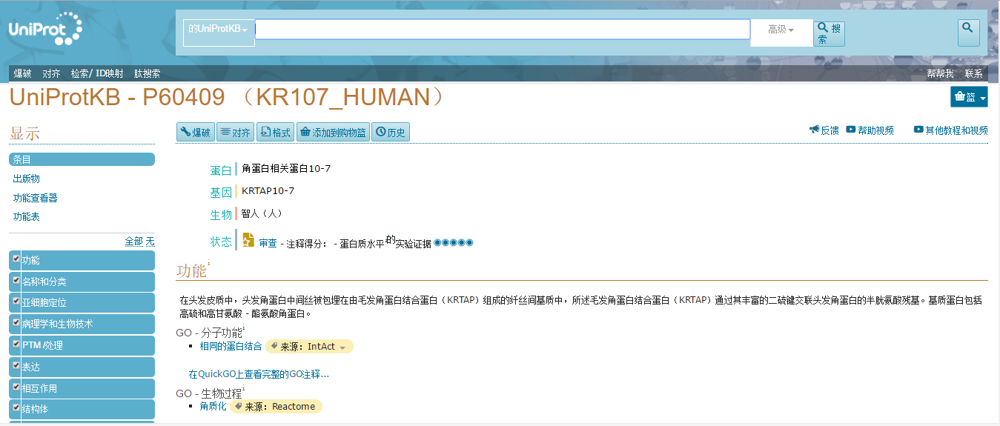 UniProt
的UniProtKB
高级
搜索
爆破 对齐 检索/ ID映射 肽搜索
帮帮我 联系
UniProtKB - P60409 （KR107_HUMAN）
篮
显示
爆破 对齐 格式 添加到购物篮 历史
反馈 帮助视频 其他教程和视频
条目
出版物
功能查看器
功能表
全部 无
功能
名称和分类
亚细胞定位
病理学和生物技术
PTM /处理
表达
相互作用
结构体
蛋白 角蛋白相关蛋白10-7
基因 KRTAP10-7
生物 智人（人）
状态 审查 - 注释得分： - 蛋白质水平的实验证据
功能i
在头发皮质中，头发角蛋白中间丝被包埋在由毛发角蛋白结合蛋白（KRTAP）组成的纤丝间基质中，所述毛发角蛋白结合蛋白（KRTAP）通过其丰富的二硫键交联头发角蛋白的半胱氨酸残基。基质蛋白包括
高硫和高甘氨酸 - 酪氨酸角蛋白。
GO - 分子功能i
相同的蛋白结合 来源：IntAct
在QuickGO上查看完整的GO注释...
GO - 生物过程i
角质化 来源：Reactome